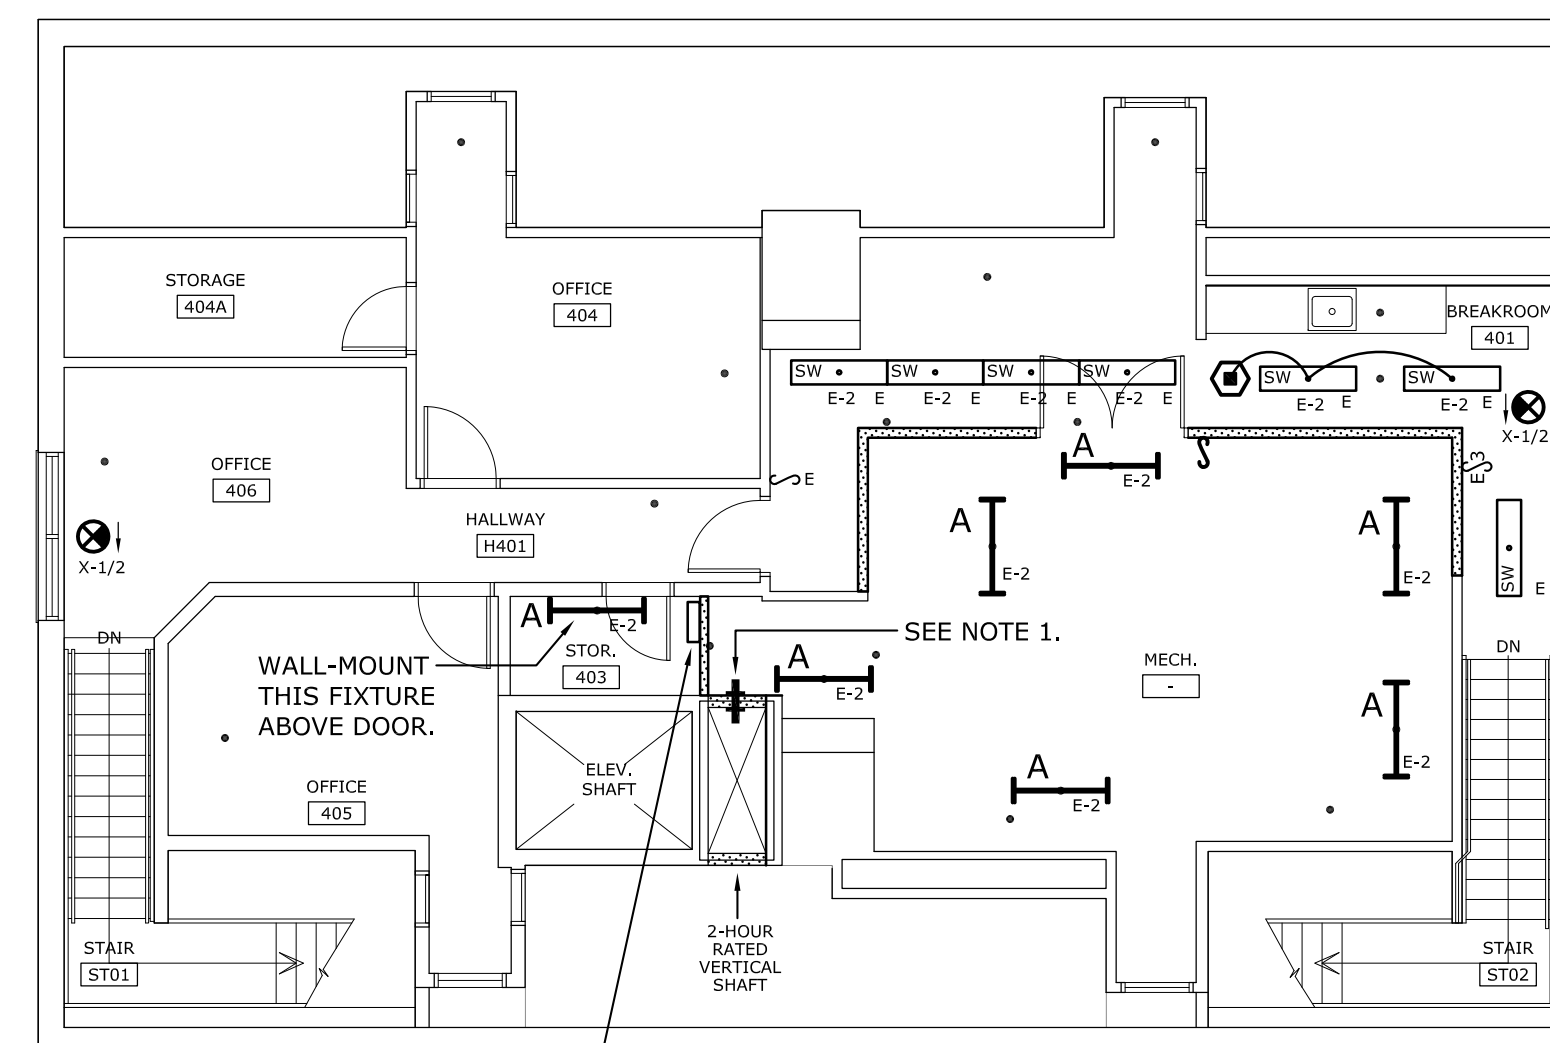 STORAGE
404A
OFFICE
404
BREAKROOM
401
SW
SW
SW
SW
SW
SW
E-2 E
E-2 E
E-2 E
E-2 E
E-2 E
E-2 E
X-1/2
OFFICE
406
A
E-2
E
E3
HALLWAY
H401
X-1/2
A
E-2
A
E-2
SW
E
A
E-2
STOR.
403
SEE NOTE 1.
DN
WALL-MOUNT
THIS FIXTURE
ABOVE DOOR.
A
E-2
MECH.
-
DN
A
E-2
ELEV.
SHAFT
A
E-2
OFFICE
405
2-HOUR
RATED
VERTICAL
SHAFT
STAIR
ST01
STAIR
ST02